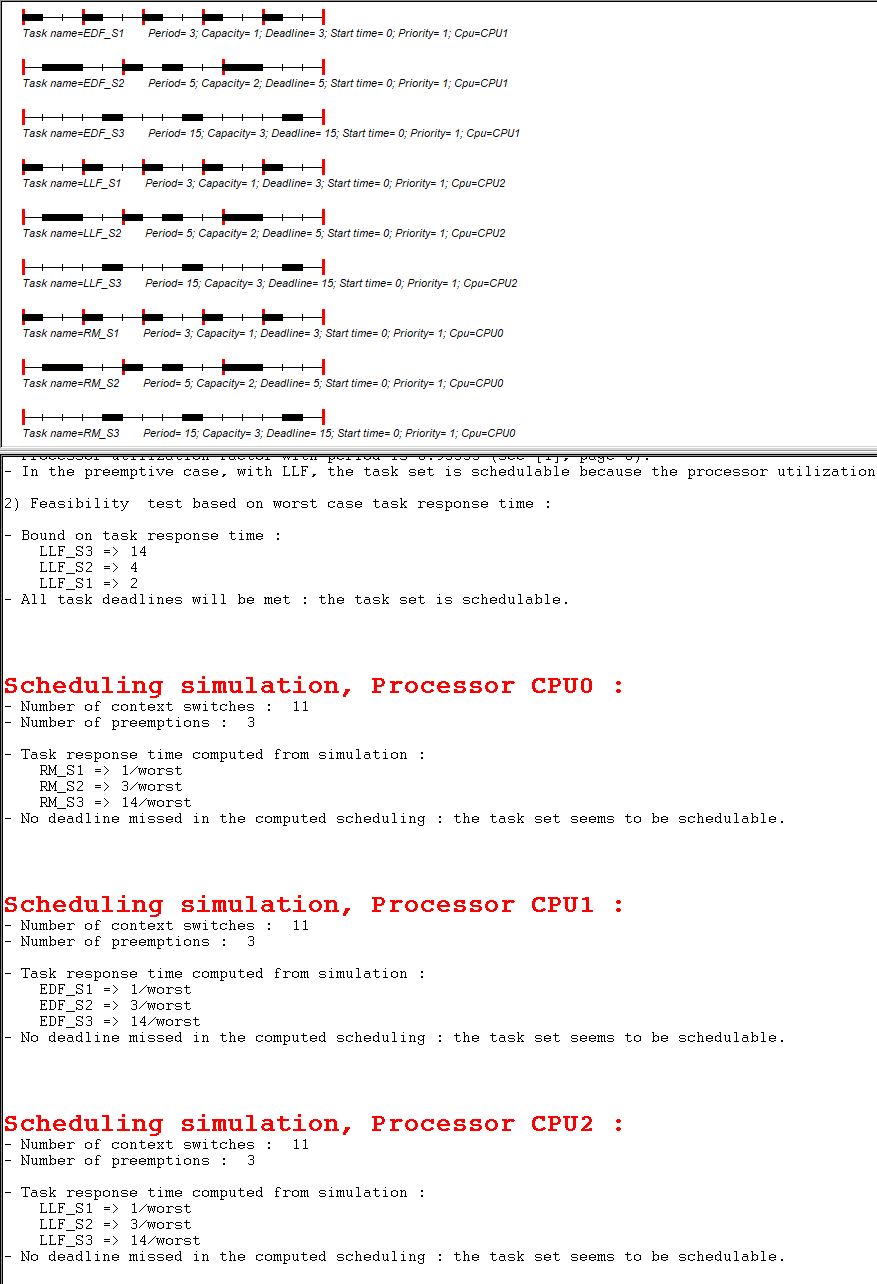 Task name=EDF_S1 Period= 3; Capacity= 1; Deadline= 3; Start time= 0; Priority= 1; Cpu=CPU1
Task name=EDF_S2 Period= 5; Capacity= 2; Deadline= 5; Start time= 0; Priority= 1; Cpu=CPU1
Task name=EDF_S3 Period= 15; Capacity= 3; Deadline= 15; Start time= 0; Priority= 1; Cpu=CPU1
Task name=LLF_S1 Period= 3; Capacity= 1; Deadline= 3; Start time= 0; Priority= 1; Cpu=CPU2
Task name=LLF_S2 Period= 5; Capacity= 2; Deadline= 5; Start time= 0; Priority= 1; Cpu=CPU2
Task name=LLF_S3 Period= 15; Capacity= 3; Deadline= 15; Start time= 0; Priority= 1; Cpu=CPU2
Task name=RM_S1 Period= 3; Capacity= 1; Deadline= 3; Start time= 0; Priority= 1; Cpu=CPU0
Task name=RM_S2 Period= 5; Capacity= 2; Deadline= 5; Start time= 0; Priority= 1; Cpu=CPU0
Task name=RM_S3 Period= 15; Capacity= 3; Deadline= 15; Start time= 0; Priority= 1; Cpu=CPU0
- Processor utilization factor with period is
- In the preemptive case, with LLF, the task set is schedulable because the processor utilization
2) Feasibility test based on worst case task response time :
- Bound on task response time :
LLF_S3 => 14
LLF_S2 => 4
LLF_S1 => 2
- All task deadlines will be met : the task set is schedulable.
Scheduling simulation, Processor CPU0 :
- Number of context switches : 11
- Number of preemptions : 3
- Task response time computed from simulation :
RM_S1 => 1/worst
RM_S2 => 3/worst
RM_S3 => 14/worst
- No deadline missed in the computed scheduling : the task set seems to be schedulable.
Scheduling simulation, Processor CPU1 :
- Number of context switches : 11
- Number of preemptions : 3
- Task response time computed from simulation :
EDF_S1 => 1/worst
EDF_S2 => 3/worst
EDF_S3 => 14/worst
- No deadline missed in the computed scheduling : the task set seems to be schedulable.
Scheduling simulation, Processor CPU2 :
- Number of context switches : 11
- Number of preemptions : 3
- Task response time computed from simulation :
LLF_S1 => 1/worst
LLF_S2 => 3/worst
LLF_S3 => 14/worst
- No deadline missed in the computed scheduling : the task set seems to be schedulable.